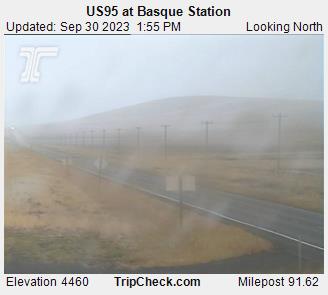 US95 at Basque Station
Updated: Sep 30 2023 1:55 PM Looking North
Elevation 4460 TripCheck.com Milepost 91.62